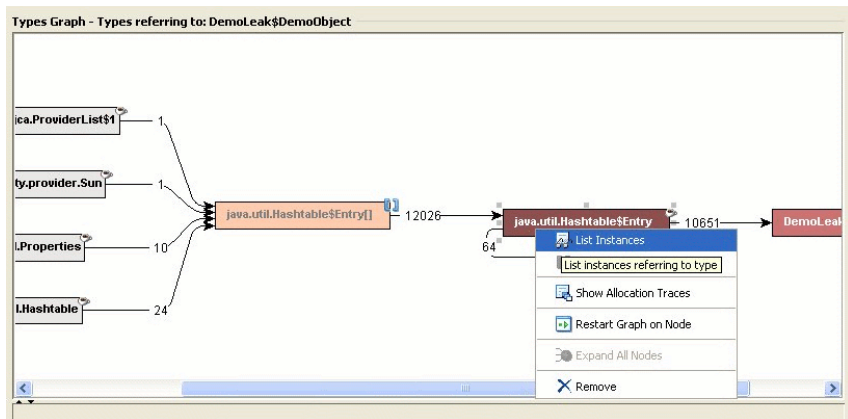 Types Graph - Types referring to: DemoLeak$DemoObject
ica.ProviderList$1
1
ty.provider.Sun
1
java.util.Hashtable$Entry[]
12026
java.util.Hashtable$Entry
10651
DemoLeak
64
l.Properties
10
l.Hashtable
24
List Instances
List instances referring to type
Show Allocation Traces
Restart Graph on Node
Expand All Nodes
Remove